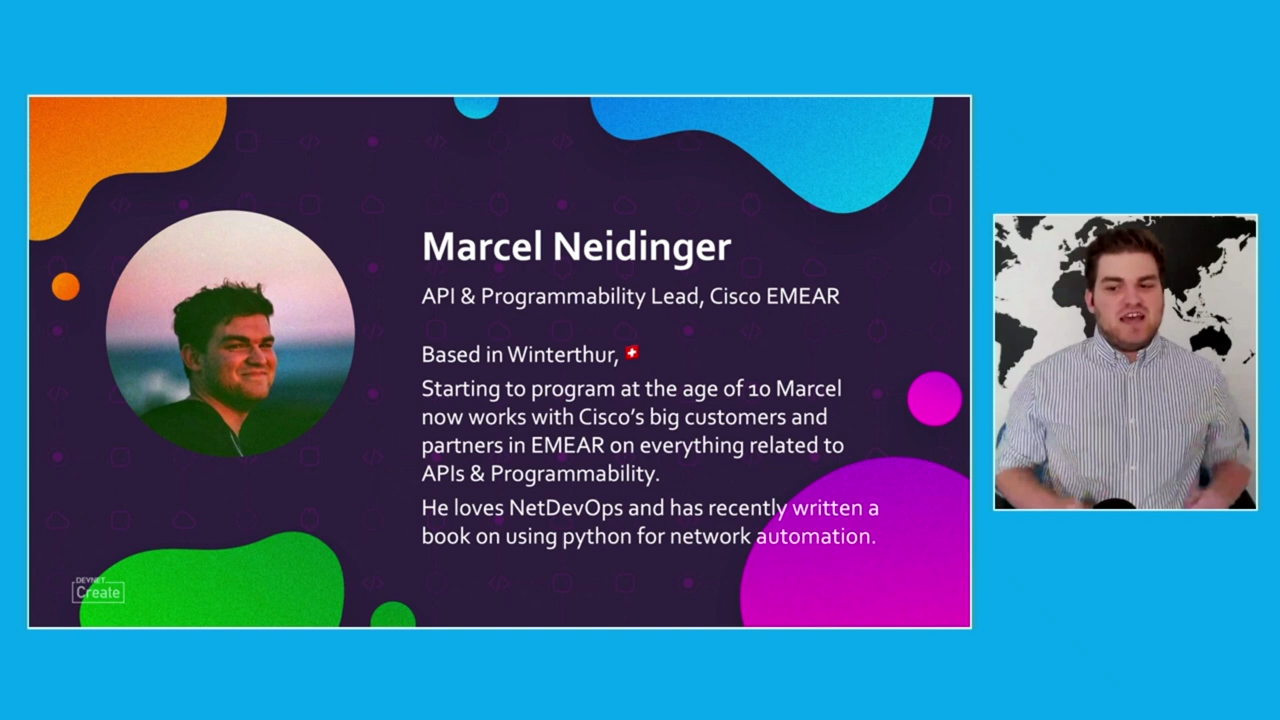 Marcel Neidinger
API & Programmability Lead, Cisco EMEAR
Based in Winterthur,
Starting to program at the age of 10 Marcel
now works with Cisco's big customers and
partners in EMEAR on everything related to
APIs & Programmability.
He loves NetDevOps and has recently written a
book on using python for network automation.
DEVNET
Create